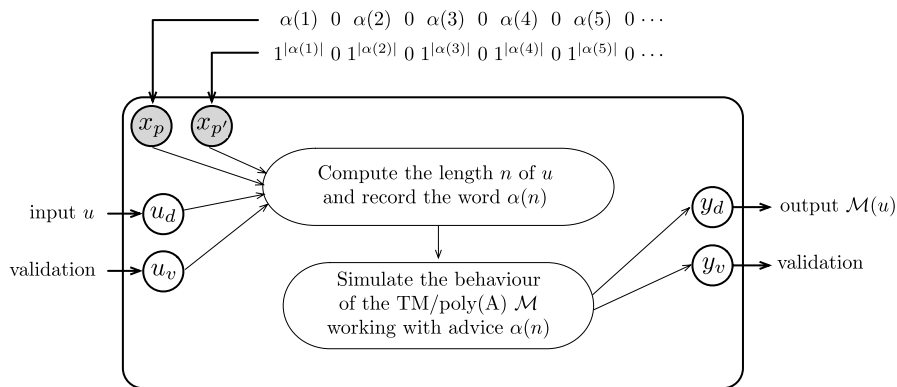 α(1) 0 α(2) 0 α(3) 0 α(4) 0 α(5) 0 ⋯
1^{|α(1)|} 0 1^{|α(2)|} 0 1^{|α(3)|} 0 1^{|α(4)|} 0 1^{|α(5)|} 0 ⋯
x_p x_{p'}
Compute the length n of u
and record the word α(n)
input u u_d y_d output ℳ(u)
validation u_v y_v validation
Simulate the behaviour
of the TM/poly(A) ℳ
working with advice α(n)